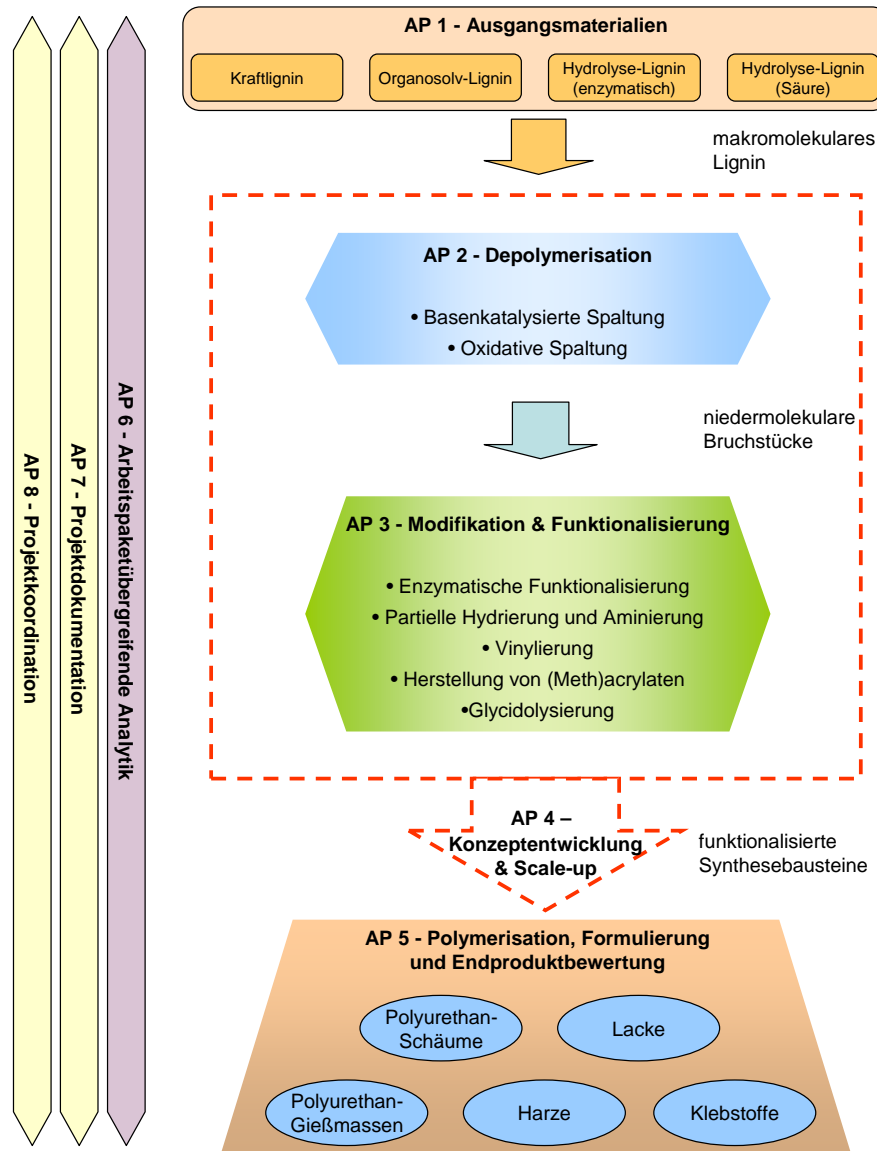 AP 1 - Ausgangsmaterialien
Kraftlignin
Organosolv-Lignin
Hydrolyse-Lignin
(enzymatisch)
Hydrolyse-Lignin
(Säure)
makromolekulares
Lignin
AP 2 - Depolymerisation
• Basenkatalysierte Spaltung
• Oxidative Spaltung
niedermolekulare
Bruchstücke
AP 3 - Modifikation & Funktionalisierung
• Enzymatische Funktionalisierung
• Partielle Hydrierung und Aminierung
• Vinylierung
• Herstellung von (Meth)acrylaten
•Glycidolysierung
AP 4 –
Konzeptentwicklung
& Scale-up
funktionalisierte
Synthesebausteine
AP 5 - Polymerisation, Formulierung
und Endproduktbewertung
Polyurethan-
Schäume
Lacke
Polyurethan-
Gießmassen
Harze
Klebstoffe
AP 8 - Projektkoordination
AP 7 - Projektdokumentation
AP 6 - Arbeitspaketübergreifende Analytik